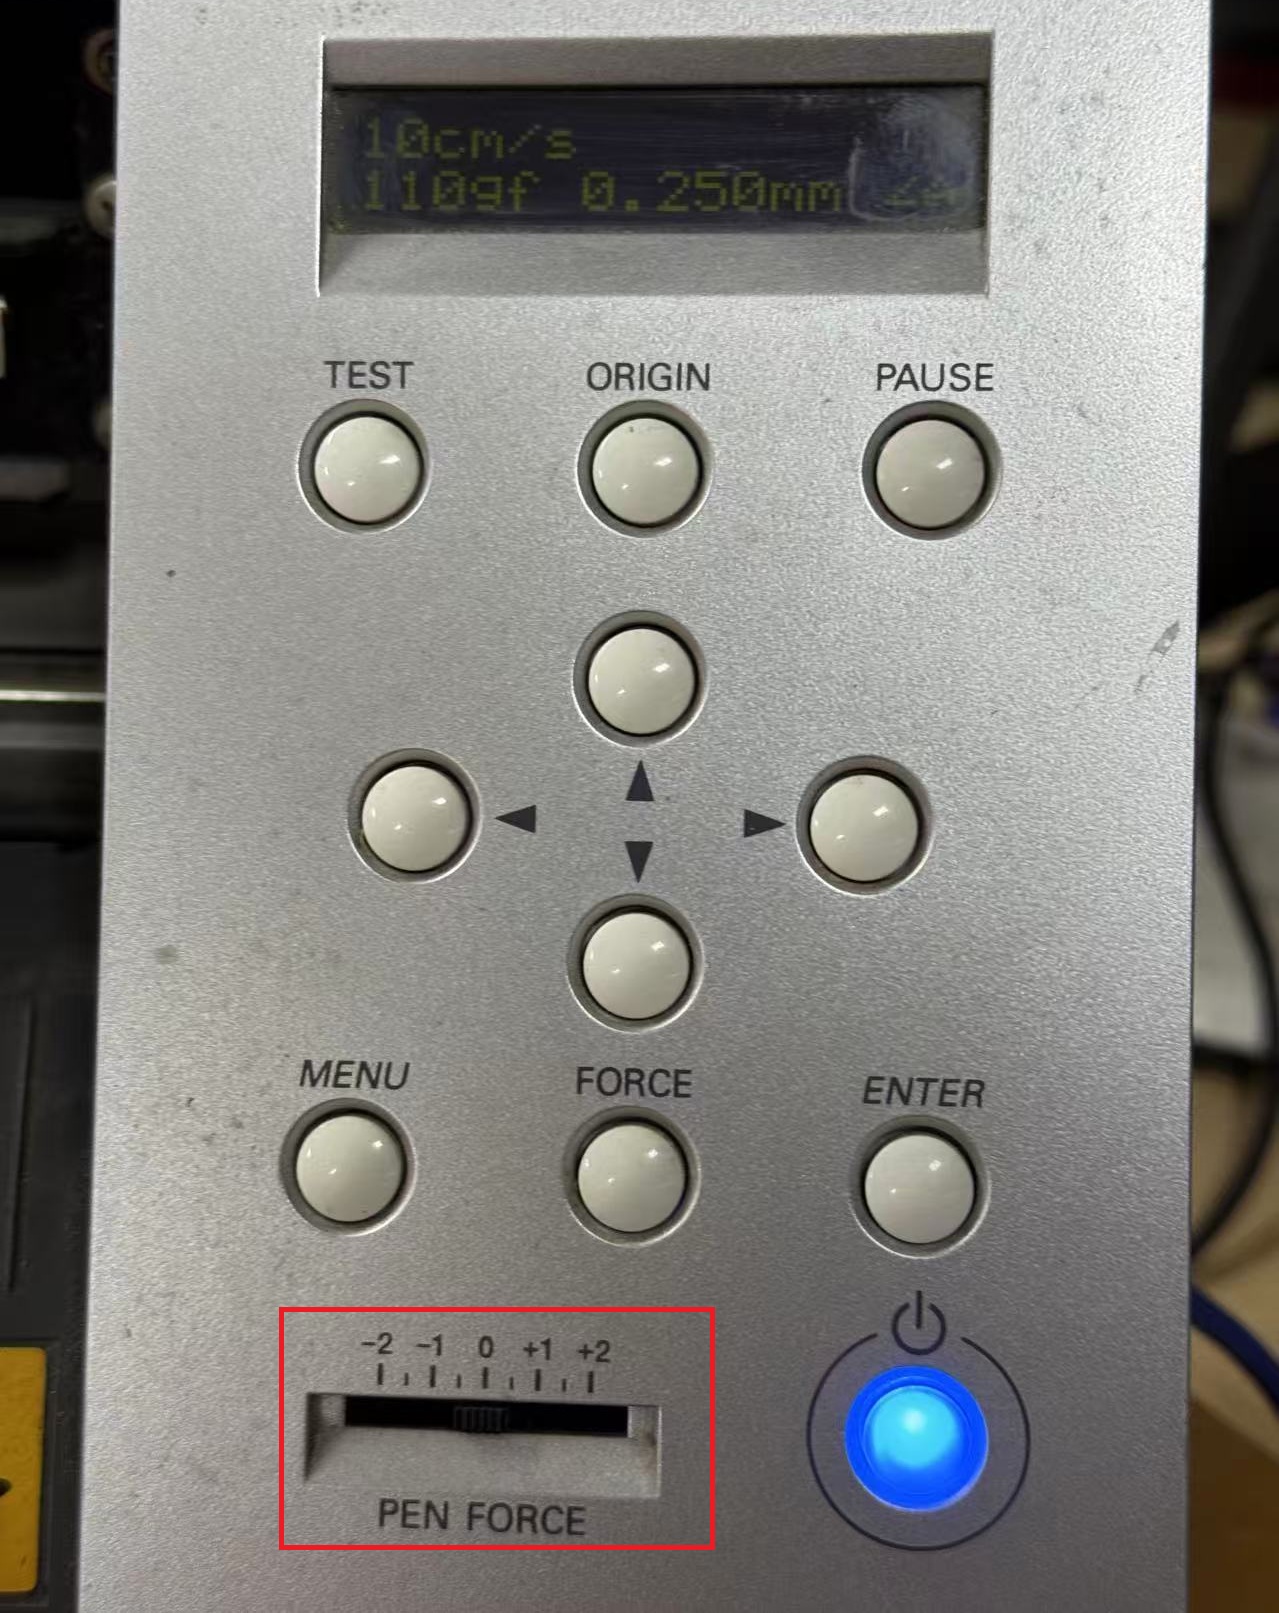 10cm/s
110gf 0.250mm
TEST ORIGIN PAUSE
MENU FORCE ENTER
-2 -1 0 +1 +2
PEN FORCE